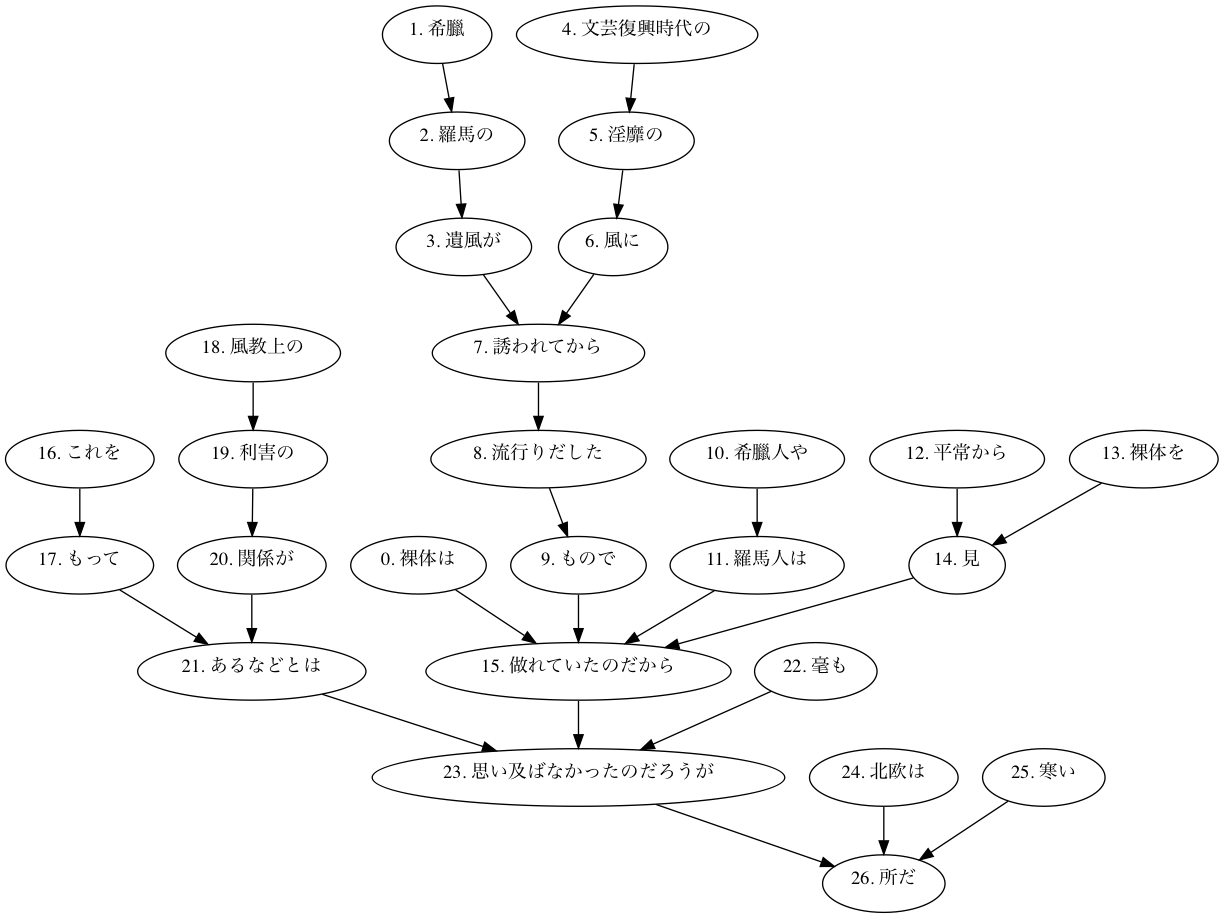 1. 希臘
4. 文芸復興時代の
2. 羅馬の
5. 淫靡の
3. 遺風が
6. 風に
18. 風教上の
7. 誘われてから
16. これを
19. 利害の
8. 流行りだした
10. 希臘人や
12. 平常から
13. 裸体を
17. もって
20. 関係が
0. 裸体は
9. もので
11. 羅馬人は
14. 見
21. あるなどとは
15. 做れていたのだから
22. 毫も
23. 思い及ばなかったのだろうが
24. 北欧は
25. 寒い
26. 所だ